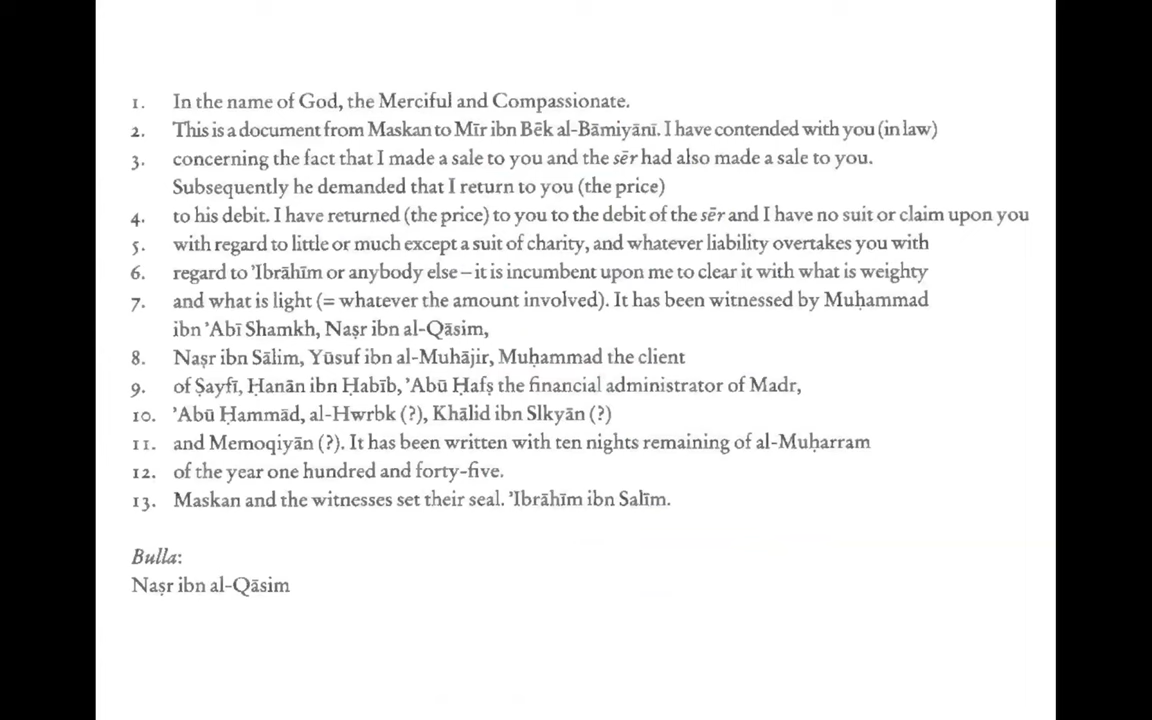 1. In the name of God, the Merciful and Compassionate.
2. This is a document from Maskan to Mīr ibn Bēk al-Bāmiyānī. I have contended with you (in law)
3. concerning the fact that I made a sale to you and the sēr had also made a sale to you.
Subsequently he demanded that I return to you (the price)
4. to his debit. I have returned (the price) to you to the debit of the sēr and I have no suit or claim upon you
5. with regard to little or much except a suit of charity, and whatever liability overtakes you with
6. regard to ʾIbrāhīm or anybody else – it is incumbent upon me to clear it with what is weighty
7. and what is light (= whatever the amount involved). It has been witnessed by Muḥammad
ibn ʾAbī Shamkh, Naṣr ibn al-Qāsim,
8. Naṣr ibn Sālim, Yūsuf ibn al-Muhājir, Muḥammad the client
9. of Ṣayfī, Ḥanān ibn Ḥabīb, ʾAbū Ḥafṣ the financial administrator of Madr,
10. ʾAbū Ḥammād, al-Hwrbk (?), Khālid ibn Slkyān (?)
11. and Memoqiyān (?). It has been written with ten nights remaining of al-Muḥarram
12. of the year one hundred and forty-five.
13. Maskan and the witnesses set their seal. ʾIbrāhīm ibn Salīm.
Bulla:
Naṣr ibn al-Qāsim